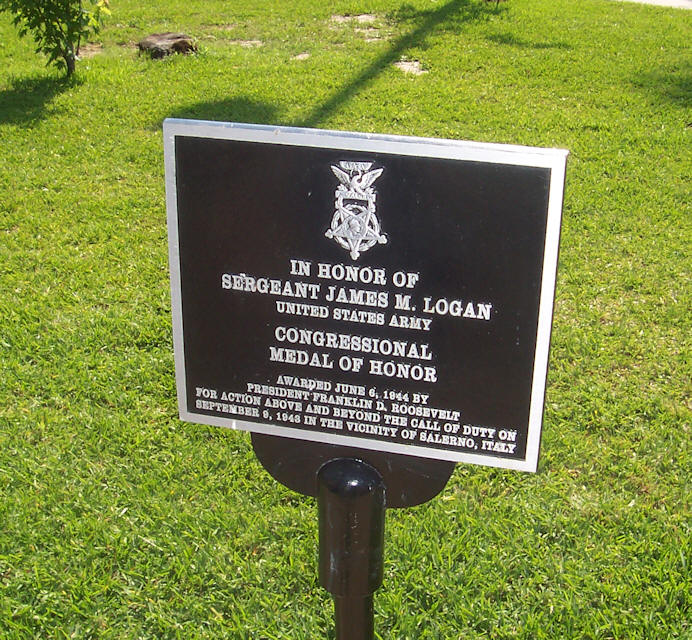 IN HONOR OF
SERGEANT JAMES M. LOGAN
UNITED STATES ARMY
CONGRESSIONAL
MEDAL OF HONOR
AWARDED JUNE 6, 1944 BY
PRESIDENT FRANKLIN D. ROOSEVELT
FOR ACTION ABOVE AND BEYOND THE CALL OF DUTY ON
SEPTEMBER 9, 1943 IN THE VICINITY OF SALERNO, ITALY